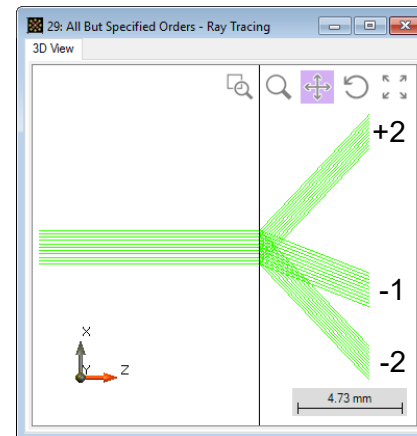 29: All But Specified Orders - Ray Tracing
3D View
+2
-1
-2
X
Y
Z
4.73 mm